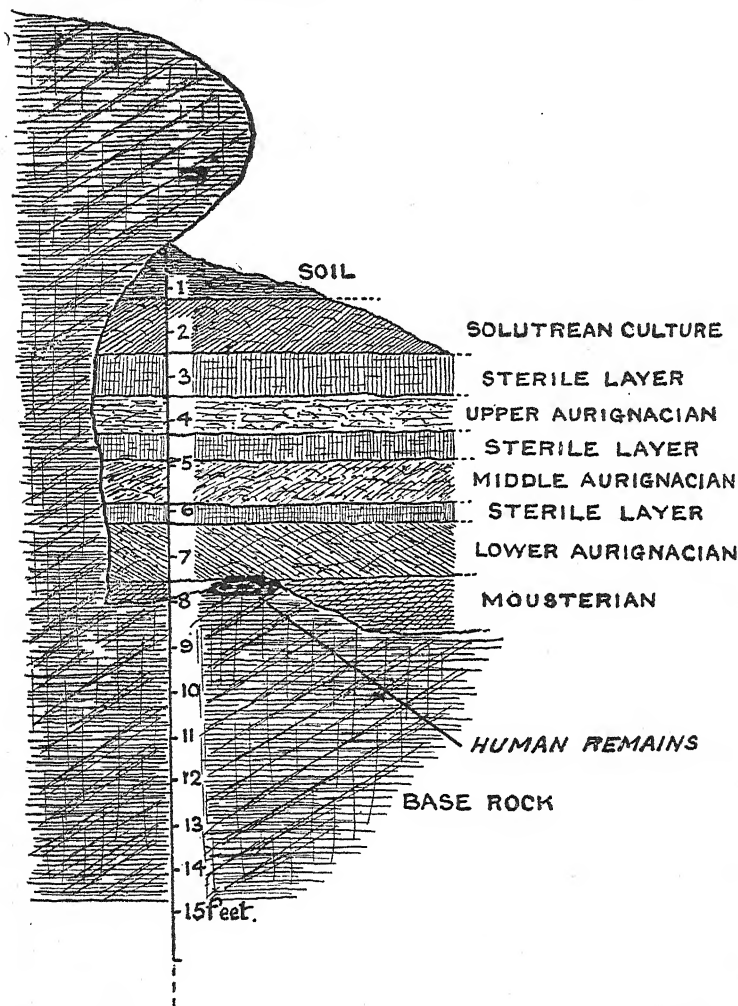 SOIL
1
2
SOLUTREAN CULTURE
3
STERILE LAYER
4
UPPER AURIGNACIAN
STERILE LAYER
5
MIDDLE AURIGNACIAN
6
STERILE LAYER
7
LOWER AURIGNACIAN
8
MOUSTERIAN
9
10
11
HUMAN REMAINS
12
BASE ROCK
13
14
15 feet.